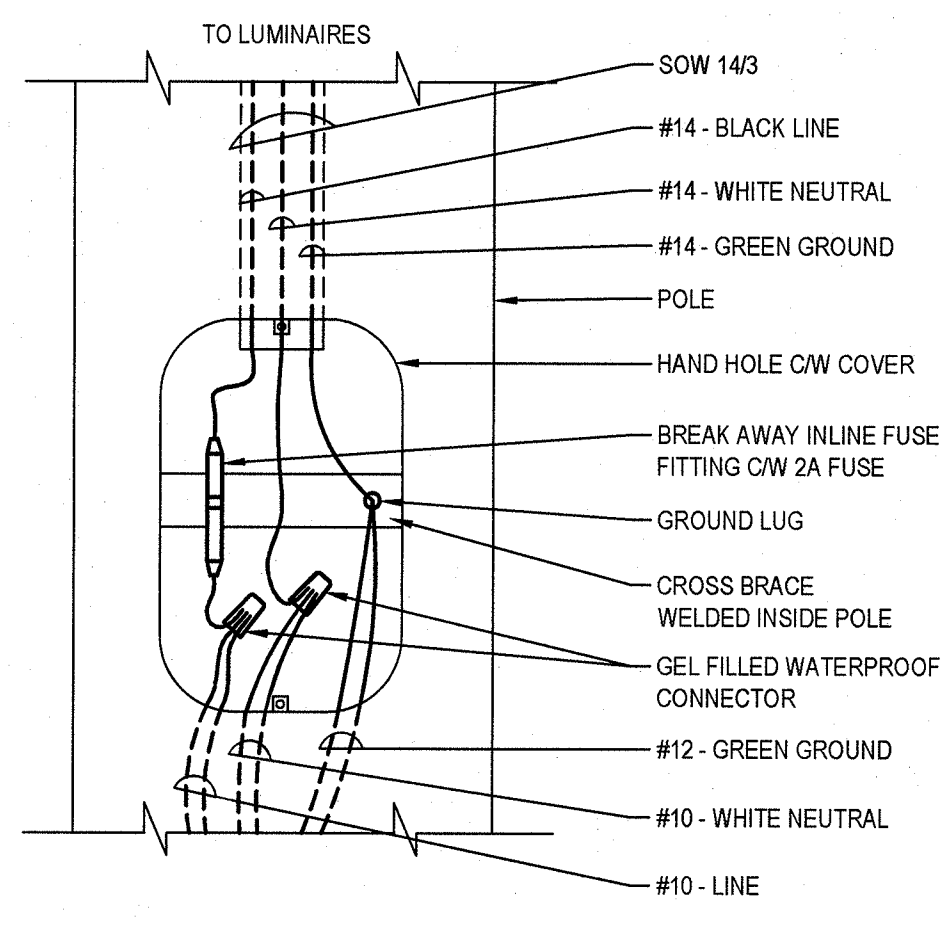 TO LUMINAIRES
SOW 14/3
#14 - BLACK LINE
#14 - WHITE NEUTRAL
#14 - GREEN GROUND
POLE
HAND HOLE C/W COVER
BREAK AWAY INLINE FUSE
FITTING C/W 2A FUSE
GROUND LUG
CROSS BRACE
WELDED INSIDE POLE
GEL FILLED WATERPROOF
CONNECTOR
#12 - GREEN GROUND
#10 - WHITE NEUTRAL
#10 - LINE